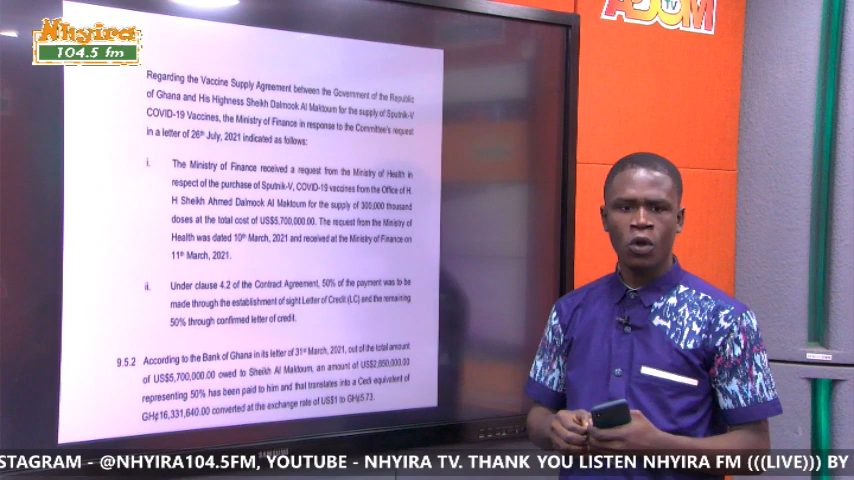 Nhyira
104.5 fm
ADOM
TV
Regarding the Vaccine Supply Agreement between the Government of the Republic
of Ghana and His Highness Sheikh Dalmook Al Maktoum for the supply of Sputnik-V
COVID-19 Vaccines, the Ministry of Finance in response to the Committee's request
in a letter of 26th July, 2021 indicated as follows:
i. The Ministry of Finance received a request from the Ministry of Health in
respect of the purchase of Sputnik-V, COVID-19 vaccines from the Office of H.
H Sheikh Ahmed Dalmook Al Maktoum for the supply of 300,000 thousand
doses at the total cost of US$5,700,000.00. The request from the Ministry of
Health was dated 10th March, 2021 and received at the Ministry of Finance on
11th March, 2021.
ii. Under clause 4.2 of the Contract Agreement, 50% of the payment was to be
made through the establishment of sight Letter of Credit (LC) and the remaining
50% through confirmed letter of credit.
9.5.2 According to the Bank of Ghana in its letter of 31st March, 2021, out of the total amount
of US$5,700,000.00 owed to Sheikh Al Maktoum, an amount of US$2,850,000.00
representing 50% has been paid to him and that translates into a Cedi equivalent of
GH¢16,331,640.00 converted at the exchange rate of US$1 to GH¢5.73.
SAMSUNG
STAGRAM - @NHYIRA104.5FM, YOUTUBE - NHYIRA TV. THANK YOU LISTEN NHYIRA FM (((LIVE))) BY